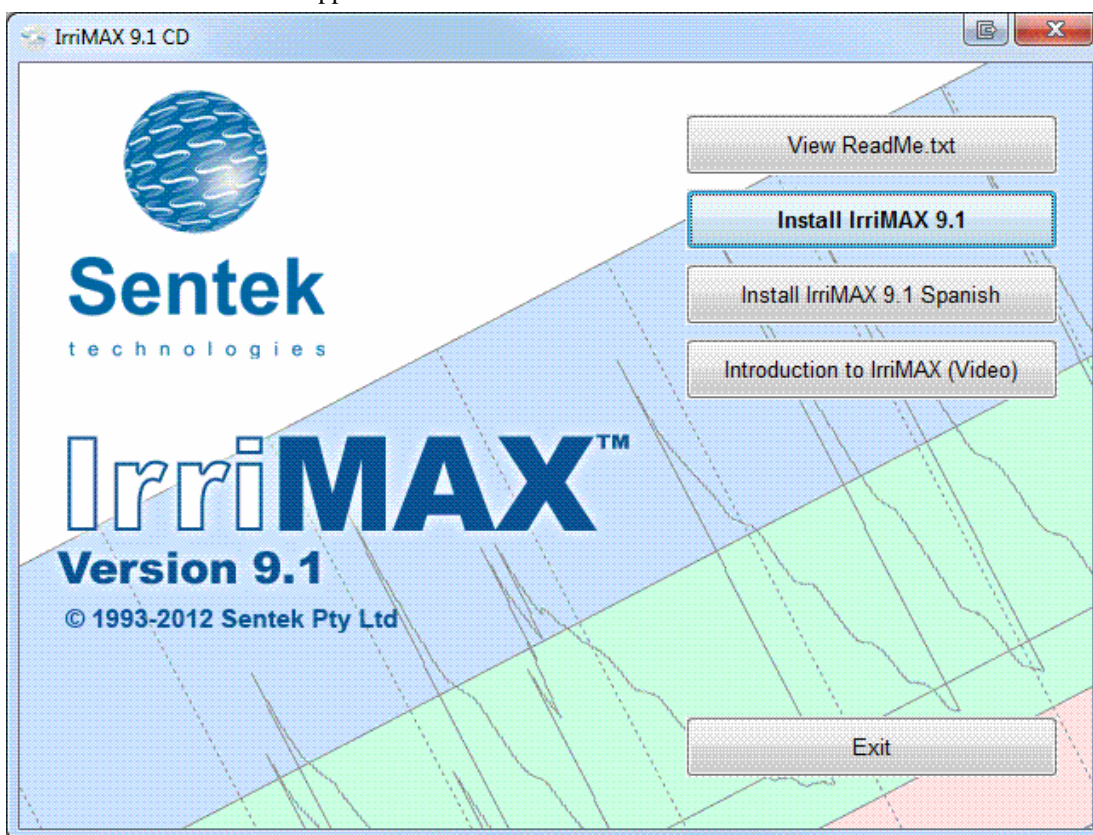 IrriMAX 9.1 CD
Sentek
technologies
IrriMAX™
Version 9.1
© 1993-2012 Sentek Pty Ltd
View ReadMe.txt
Install IrriMAX 9.1
Install IrriMAX 9.1 Spanish
Introduction to IrriMAX (Video)
Exit